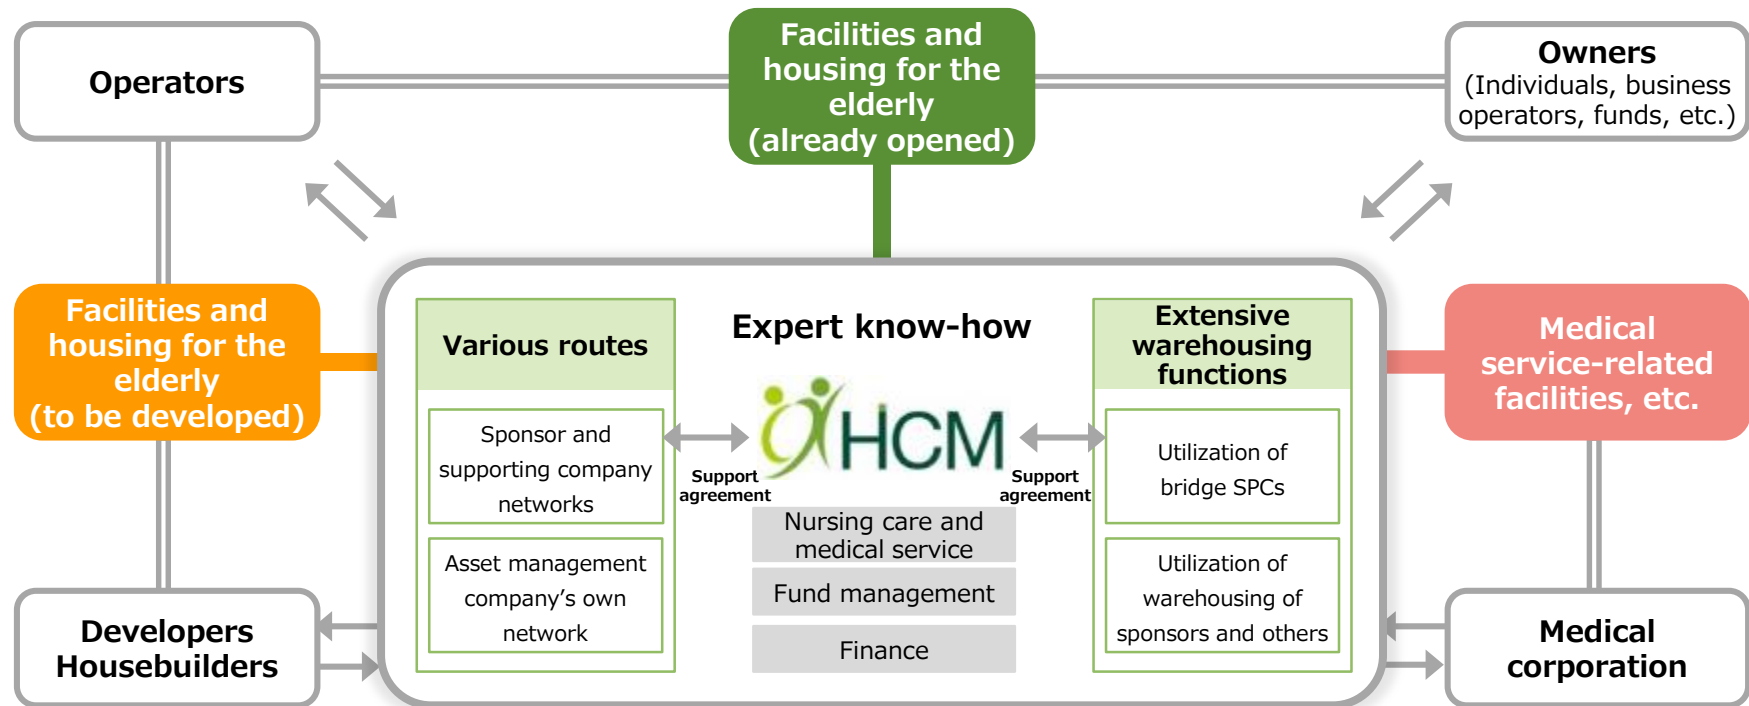 Operators
Facilities and
housing for the
elderly
(already opened)
Owners
(Individuals, business
operators, funds, etc.)
Facilities and
housing for the
elderly
(to be developed)
Various routes
Sponsor and
supporting company
networks
Asset management
company’s own
network
Expert know-how
HCM
Support
agreement
Support
agreement
Nursing care and
medical service
Fund management
Finance
Extensive
warehousing
functions
Utilization of
bridge SPCs
Utilization of
warehousing of
sponsors and others
Medical
service-related
facilities, etc.
Developers
Housebuilders
Medical
corporation